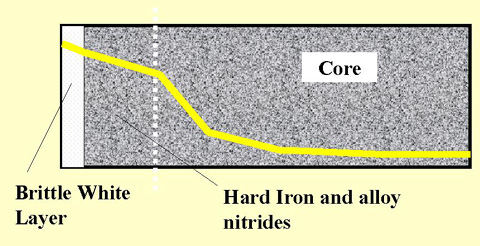 Core
Brittle White
Layer
Hard Iron and alloy
nitrides